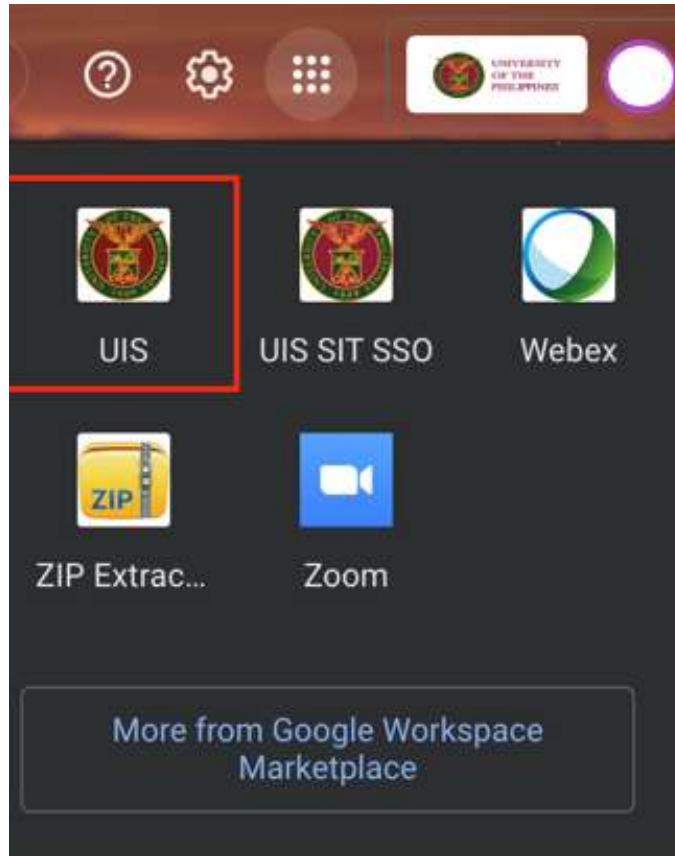 UNIVERSITY
OF THE
PHILIPPINES
UIS
UIS SIT SSO
Webex
ZIP
ZIP Extrac...
Zoom
More from Google Workspace
Marketplace